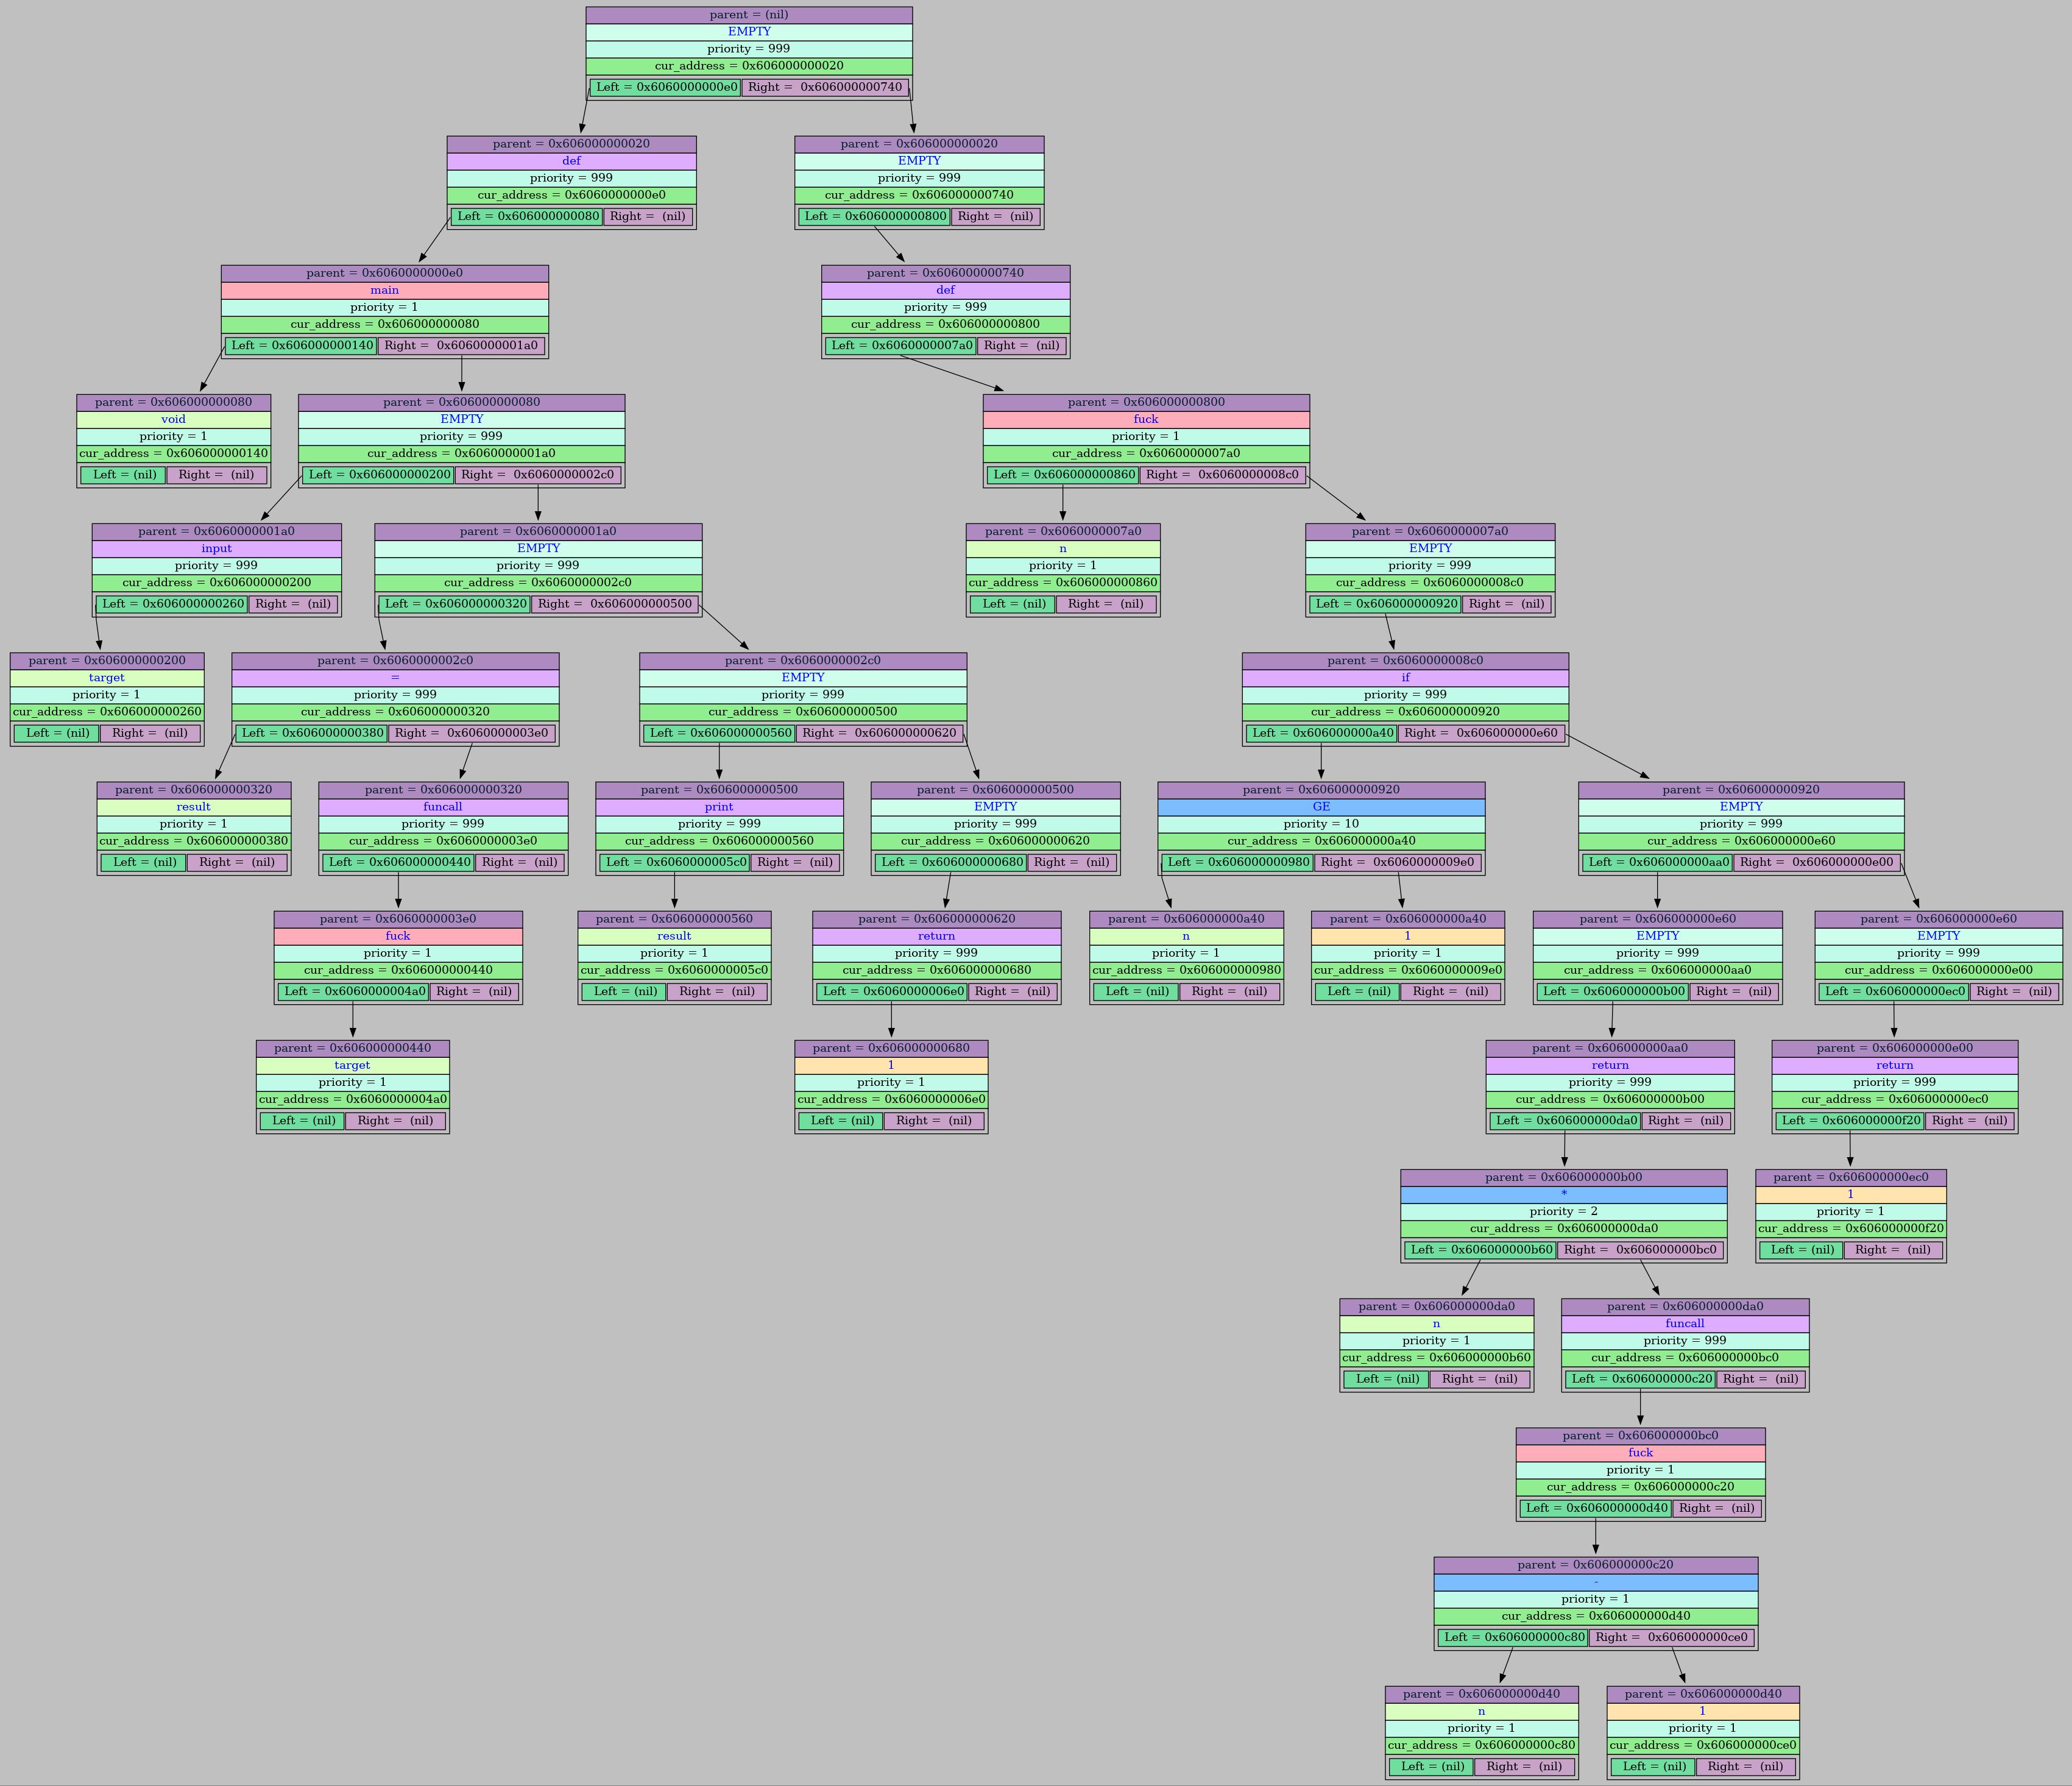 parent = (nil)
EMPTY
priority = 999
cur_address = 0x606000000020
Left = 0x6060000000e0 Right = 0x606000000740
parent = 0x606000000020
def
priority = 999
cur_address = 0x6060000000e0
Left = 0x606000000080 Right = (nil)
parent = 0x606000000020
EMPTY
priority = 999
cur_address = 0x606000000740
Left = 0x606000000800 Right = (nil)
parent = 0x6060000000e0
main
priority = 1
cur_address = 0x606000000080
Left = 0x606000000140 Right = 0x6060000001a0
parent = 0x606000000740
def
priority = 999
cur_address = 0x606000000800
Left = 0x6060000007a0 Right = (nil)
parent = 0x606000000080
void
priority = 1
cur_address = 0x606000000140
Left = (nil) Right = (nil)
parent = 0x606000000080
EMPTY
priority = 999
cur_address = 0x6060000001a0
Left = 0x606000000200 Right = 0x6060000002c0
parent = 0x606000000800
fuck
priority = 1
cur_address = 0x6060000007a0
Left = 0x606000000860 Right = 0x6060000008c0
parent = 0x6060000001a0
input
priority = 999
cur_address = 0x606000000200
Left = 0x606000000260 Right = (nil)
parent = 0x6060000001a0
EMPTY
priority = 999
cur_address = 0x6060000002c0
Left = 0x606000000320 Right = 0x606000000500
parent = 0x6060000007a0
n
priority = 1
cur_address = 0x606000000860
Left = (nil) Right = (nil)
parent = 0x6060000007a0
EMPTY
priority = 999
cur_address = 0x6060000008c0
Left = 0x606000000920 Right = (nil)
parent = 0x606000000200
target
priority = 1
cur_address = 0x606000000260
Left = (nil) Right = (nil)
parent = 0x6060000002c0
=
priority = 999
cur_address = 0x606000000320
Left = 0x606000000380 Right = 0x6060000003e0
parent = 0x6060000002c0
EMPTY
priority = 999
cur_address = 0x606000000500
Left = 0x606000000560 Right = 0x606000000620
parent = 0x6060000008c0
if
priority = 999
cur_address = 0x606000000920
Left = 0x606000000a40 Right = 0x606000000e60
parent = 0x606000000320
result
priority = 1
cur_address = 0x606000000380
Left = (nil) Right = (nil)
parent = 0x606000000320
funcall
priority = 999
cur_address = 0x6060000003e0
Left = 0x606000000440 Right = (nil)
parent = 0x606000000500
print
priority = 999
cur_address = 0x606000000560
Left = 0x6060000005c0 Right = (nil)
parent = 0x606000000500
EMPTY
priority = 999
cur_address = 0x606000000620
Left = 0x606000000680 Right = (nil)
parent = 0x606000000920
GE
priority = 10
cur_address = 0x606000000a40
Left = 0x606000000980 Right = 0x6060000009e0
parent = 0x606000000920
EMPTY
priority = 999
cur_address = 0x606000000e60
Left = 0x606000000aa0 Right = 0x606000000e00
parent = 0x6060000003e0
fuck
priority = 1
cur_address = 0x606000000440
Left = 0x6060000004a0 Right = (nil)
parent = 0x606000000560
result
priority = 1
cur_address = 0x6060000005c0
Left = (nil) Right = (nil)
parent = 0x606000000620
return
priority = 999
cur_address = 0x606000000680
Left = 0x6060000006e0 Right = (nil)
parent = 0x606000000a40
n
priority = 1
cur_address = 0x606000000980
Left = (nil) Right = (nil)
parent = 0x606000000a40
1
priority = 1
cur_address = 0x6060000009e0
Left = (nil) Right = (nil)
parent = 0x606000000e60
EMPTY
priority = 999
cur_address = 0x606000000aa0
Left = 0x606000000b00 Right = (nil)
parent = 0x606000000e60
EMPTY
priority = 999
cur_address = 0x606000000e00
Left = 0x606000000ec0 Right = (nil)
parent = 0x606000000440
target
priority = 1
cur_address = 0x6060000004a0
Left = (nil) Right = (nil)
parent = 0x606000000680
1
priority = 1
cur_address = 0x6060000006e0
Left = (nil) Right = (nil)
parent = 0x606000000aa0
return
priority = 999
cur_address = 0x606000000b00
Left = 0x606000000da0 Right = (nil)
parent = 0x606000000e00
return
priority = 999
cur_address = 0x606000000ec0
Left = 0x606000000f20 Right = (nil)
parent = 0x606000000b00
*
priority = 2
cur_address = 0x606000000da0
Left = 0x606000000b60 Right = 0x606000000bc0
parent = 0x606000000ec0
1
priority = 1
cur_address = 0x606000000f20
Left = (nil) Right = (nil)
parent = 0x606000000da0
n
priority = 1
cur_address = 0x606000000b60
Left = (nil) Right = (nil)
parent = 0x606000000da0
funcall
priority = 999
cur_address = 0x606000000bc0
Left = 0x606000000c20 Right = (nil)
parent = 0x606000000bc0
fuck
priority = 1
cur_address = 0x606000000c20
Left = 0x606000000d40 Right = (nil)
parent = 0x606000000c20
-
priority = 1
cur_address = 0x606000000d40
Left = 0x606000000c80 Right = 0x606000000ce0
parent = 0x606000000d40
n
priority = 1
cur_address = 0x606000000c80
Left = (nil) Right = (nil)
parent = 0x606000000d40
1
priority = 1
cur_address = 0x606000000ce0
Left = (nil) Right = (nil)